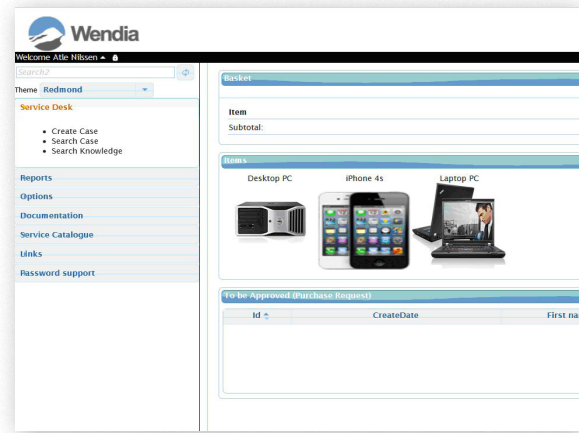 Wendia
Welcome Atle Nilssen
Search2
Theme Redmond
Service Desk
Create Case
Search Case
Search Knowledge
Reports
Options
Documentation
Service Catalogue
Links
Password support
Basket
Item
Subtotal:
Items
Desktop PC iPhone 4s Laptop PC
To be Approved (Purchase Request)
Id CreateDate First na